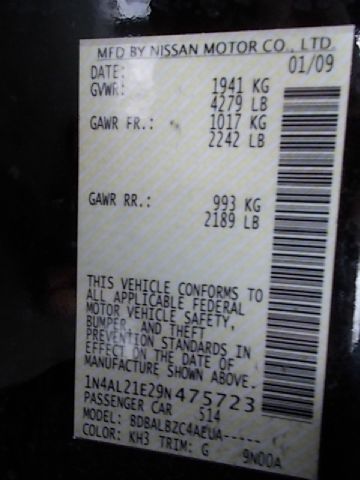 MFD BY NISSAN MOTOR CO., LTD.
DATE: 01/09
GVWR: 1941 KG
4279 LB
GAWR FR.: 1017 KG
2242 LB
GAWR RR.: 993 KG
2189 LB
THIS VEHICLE CONFORMS TO
ALL APPLICABLE FEDERAL
MOTOR VEHICLE SAFETY,
BUMPER, AND THEFT
PREVENTION STANDARDS IN
EFFECT ON THE DATE OF
MANUFACTURE SHOWN ABOVE.
1N4AL21E29N475723
PASSENGER CAR 514
MODEL: BDBALBZC4AEUA-----
COLOR: KH3 TRIM: G 9N00A